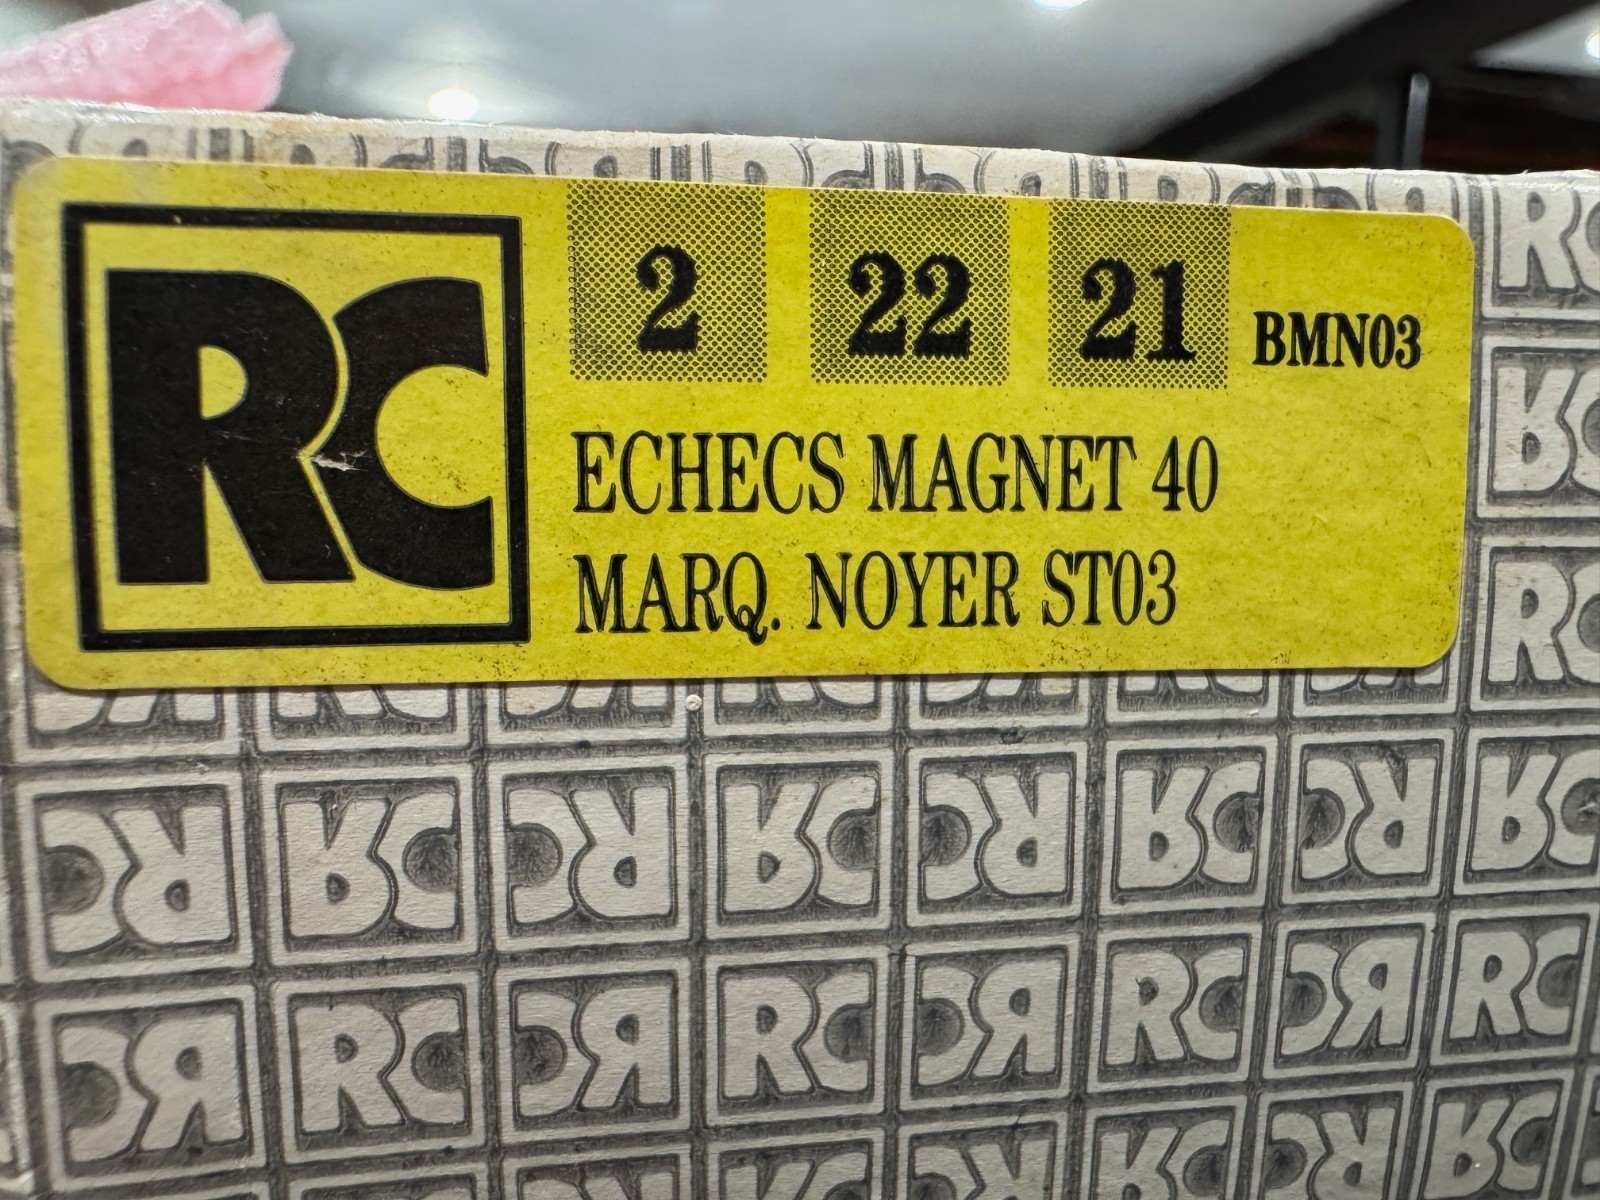 RC
2 22 21 BMN03
ECHECS MAGNET 40
MARQ. NOYER ST03